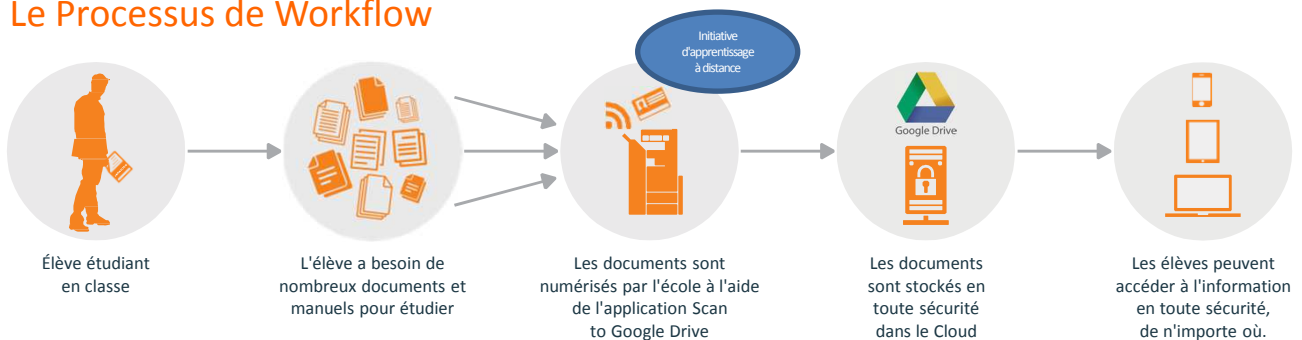 Le Processus de Workflow
Initiative
d'apprentissage
à distance
Google Drive
Élève étudiant
en classe
L'élève a besoin de
nombreux documents et
manuels pour étudier
Les documents sont
numérisés par l'école à l'aide
de l'application Scan
to Google Drive
Les documents
sont stockés en
toute sécurité
dans le Cloud
Les élèves peuvent
accéder à l'information
en toute sécurité,
de n'importe où.